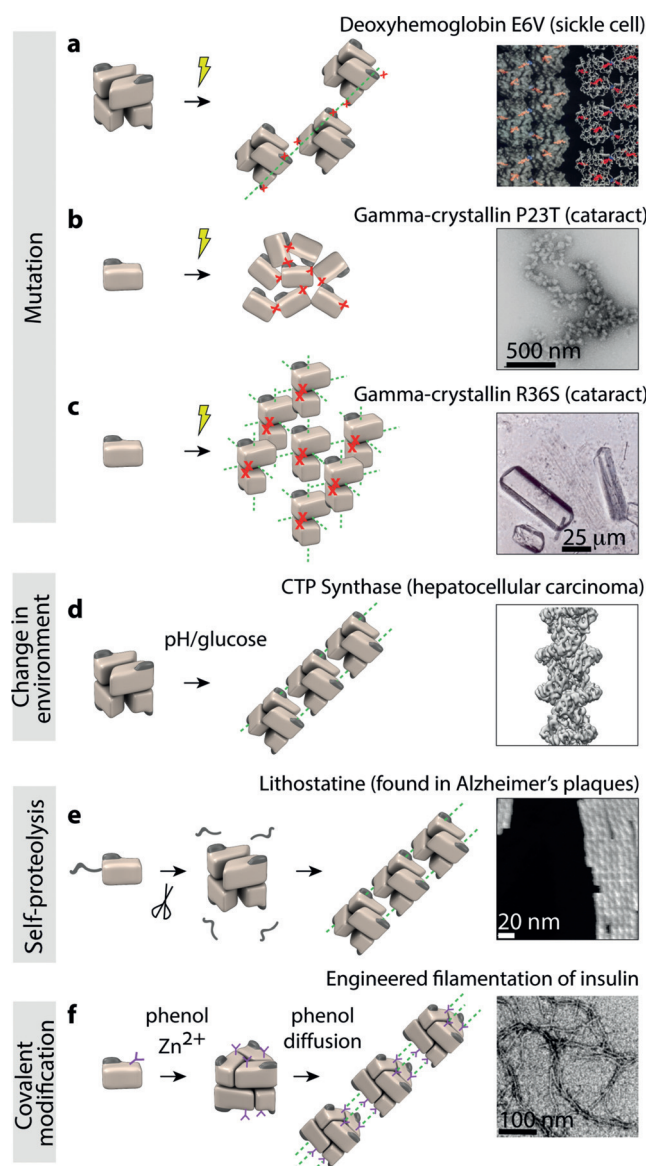 Deoxyhemoglobin E6V (sickle cell)
a
Mutation
Gamma-crystallin P23T (cataract)
b
500 nm
Gamma-crystallin R36S (cataract)
c
25 μm
CTP Synthase (hepatocellular carcinoma)
d
Change in
environment
pH/glucose
Lithostatine (found in Alzheimer's plaques)
e
Self-proteolysis
20 nm
Engineered filamentation of insulin
f
Covalent
modification
phenol
Zn2+
phenol
diffusion
100 nm